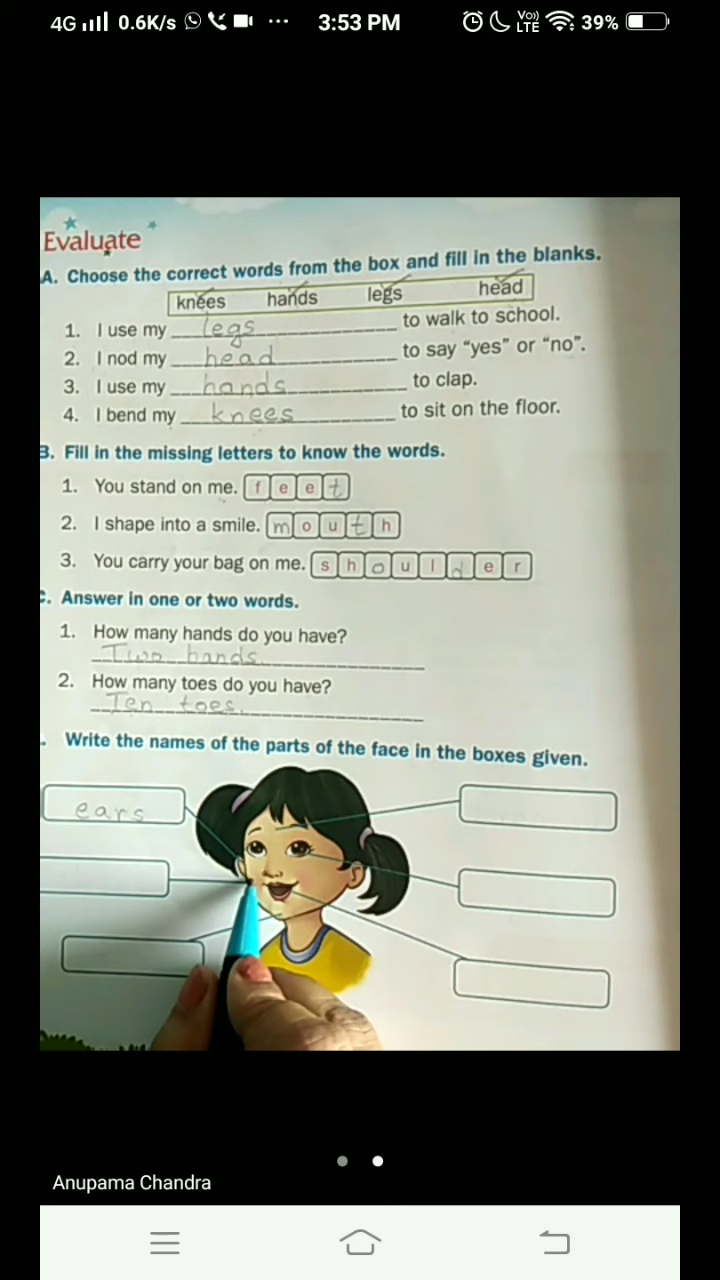 4G 0.6K/s ... 3:53 PM Vo) LTE 39%
Evaluate
A. Choose the correct words from the box and fill in the blanks.
knees hands legs head
1. I use my legs to walk to school.
2. I nod my head to say “yes” or “no”.
3. I use my hands to clap.
4. I bend my knees to sit on the floor.
B. Fill in the missing letters to know the words.
1. You stand on me. feet
2. I shape into a smile. mouth
3. You carry your bag on me. shoulder
C. Answer in one or two words.
1. How many hands do you have?
Two hands
2. How many toes do you have?
Ten toes.
. Write the names of the parts of the face in the boxes given.
ears
Anupama Chandra